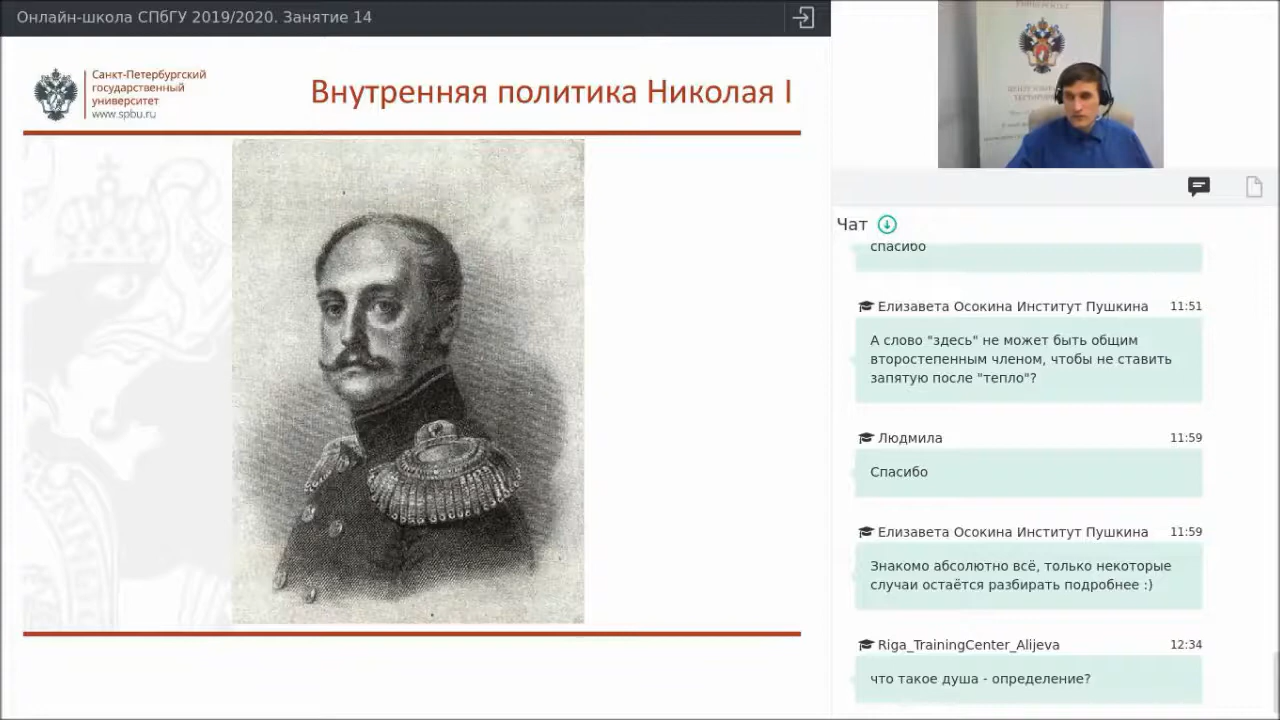 Онлайн-школа СПбГУ 2019/2020. Занятие 14
Санкт-Петербургский
государственный
университет
www.spbu.ru
Внутренняя политика Николая I
Чат
спасибо
Елизавета Осокина Институт Пушкина 11:51
А слово "здесь" не может быть общим
второстепенным членом, чтобы не ставить
запятую после "тепло"?
Людмила 11:59
Спасибо
Елизавета Осокина Институт Пушкина 11:59
Знакомо абсолютно всё, только некоторые
случаи остаётся разбирать подробнее :)
Riga_TrainingCenter_Alijeva 12:34
что такое душа - определение?